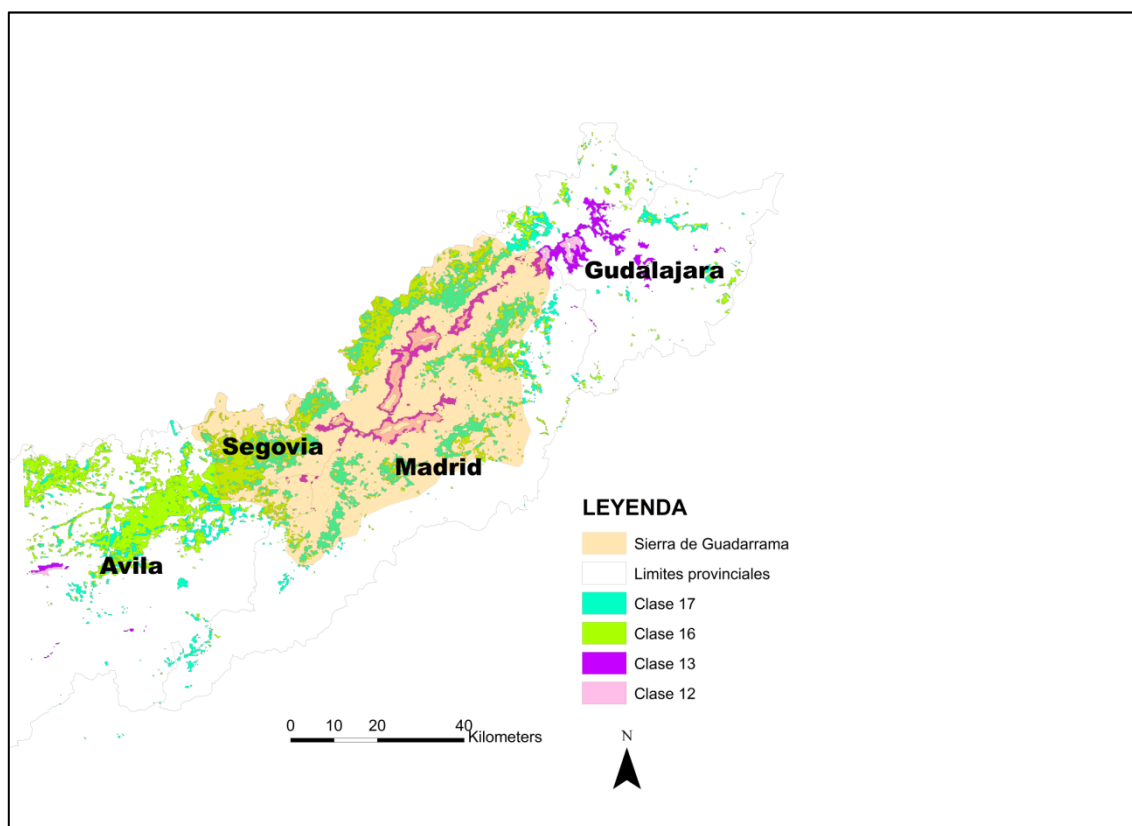 Gudalajara
Segovia
Madrid
Avila
LEYENDA
Sierra de Guadarrama
Limites provinciales
Clase 17
Clase 16
Clase 13
Clase 12
0 10 20 40
Kilometers
N